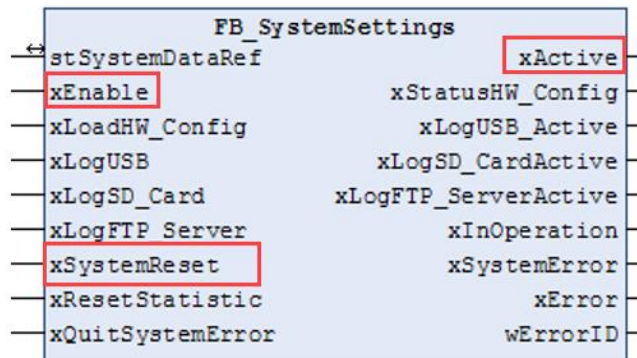 FB_SystemSettings
stSystemDataRef xActive
xEnable xStatusHW_Config
xLoadHW_Config xLogUSB_Active
xLogUSB xLogSD_CardActive
xLogSD_Card xLogFTP_ServerActive
xLogFTP_Server xInOperation
xSystemReset xSystemError
xResetStatistic xError
xQuitSystemError wErrorID